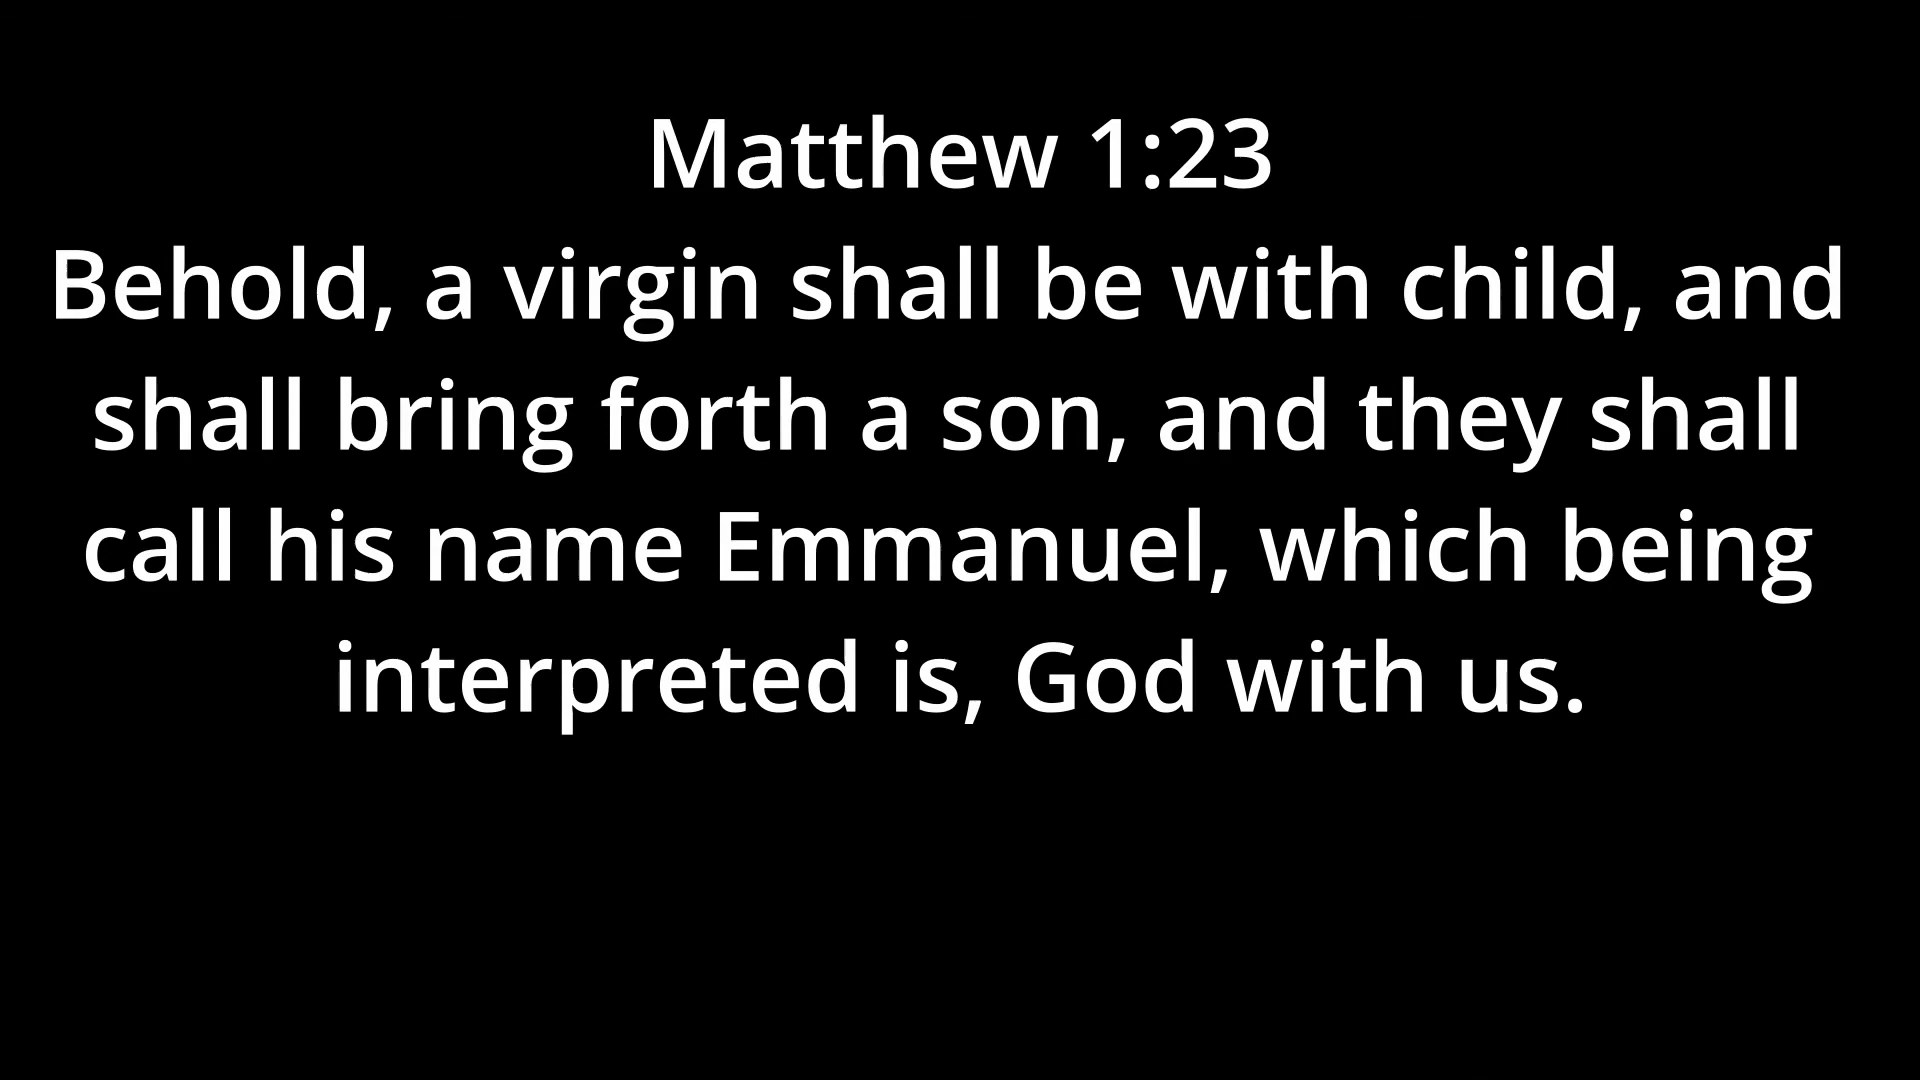 Matthew 1:23
Behold, a virgin shall be with child, and
shall bring forth a son, and they shall
call his name Emmanuel, which being
interpreted is, God with us.